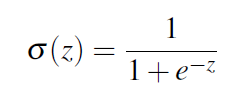 σ(z) = 1 / (1 + e^{-z})